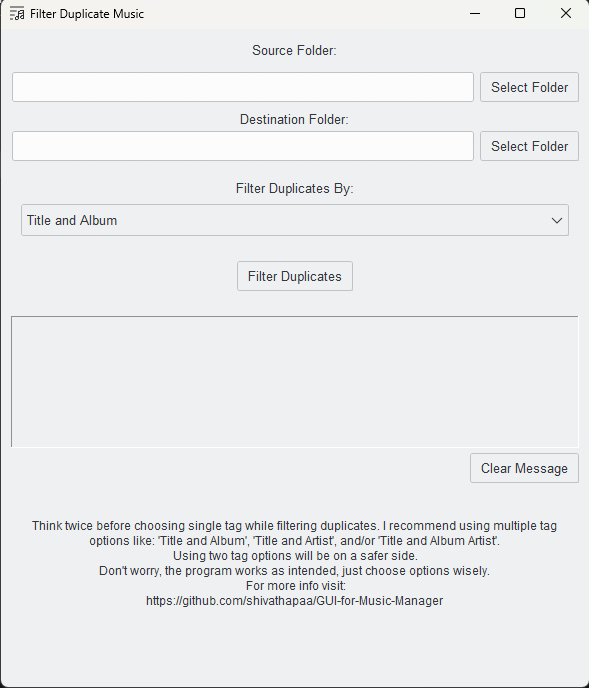 Filter Duplicate Music
Source Folder:
Select Folder
Destination Folder:
Select Folder
Filter Duplicates By:
Title and Album
Filter Duplicates
Clear Message
Think twice before choosing single tag while filtering duplicates. I recommend using multiple tag
options like: 'Title and Album', 'Title and Artist', and/or 'Title and Album Artist'.
Using two tag options will be on a safer side.
Don't worry, the program works as intended, just choose options wisely.
For more info visit:
https://github.com/shivathapaa/GUI-for-Music-Manager